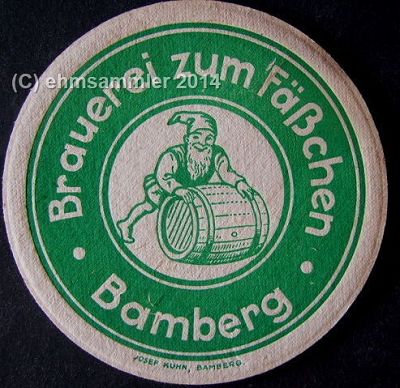 (C) ehmsammler 2014
Brauerei zum Fäßchen
• Bamberg •
JOSEF KUHN, BAMBERG